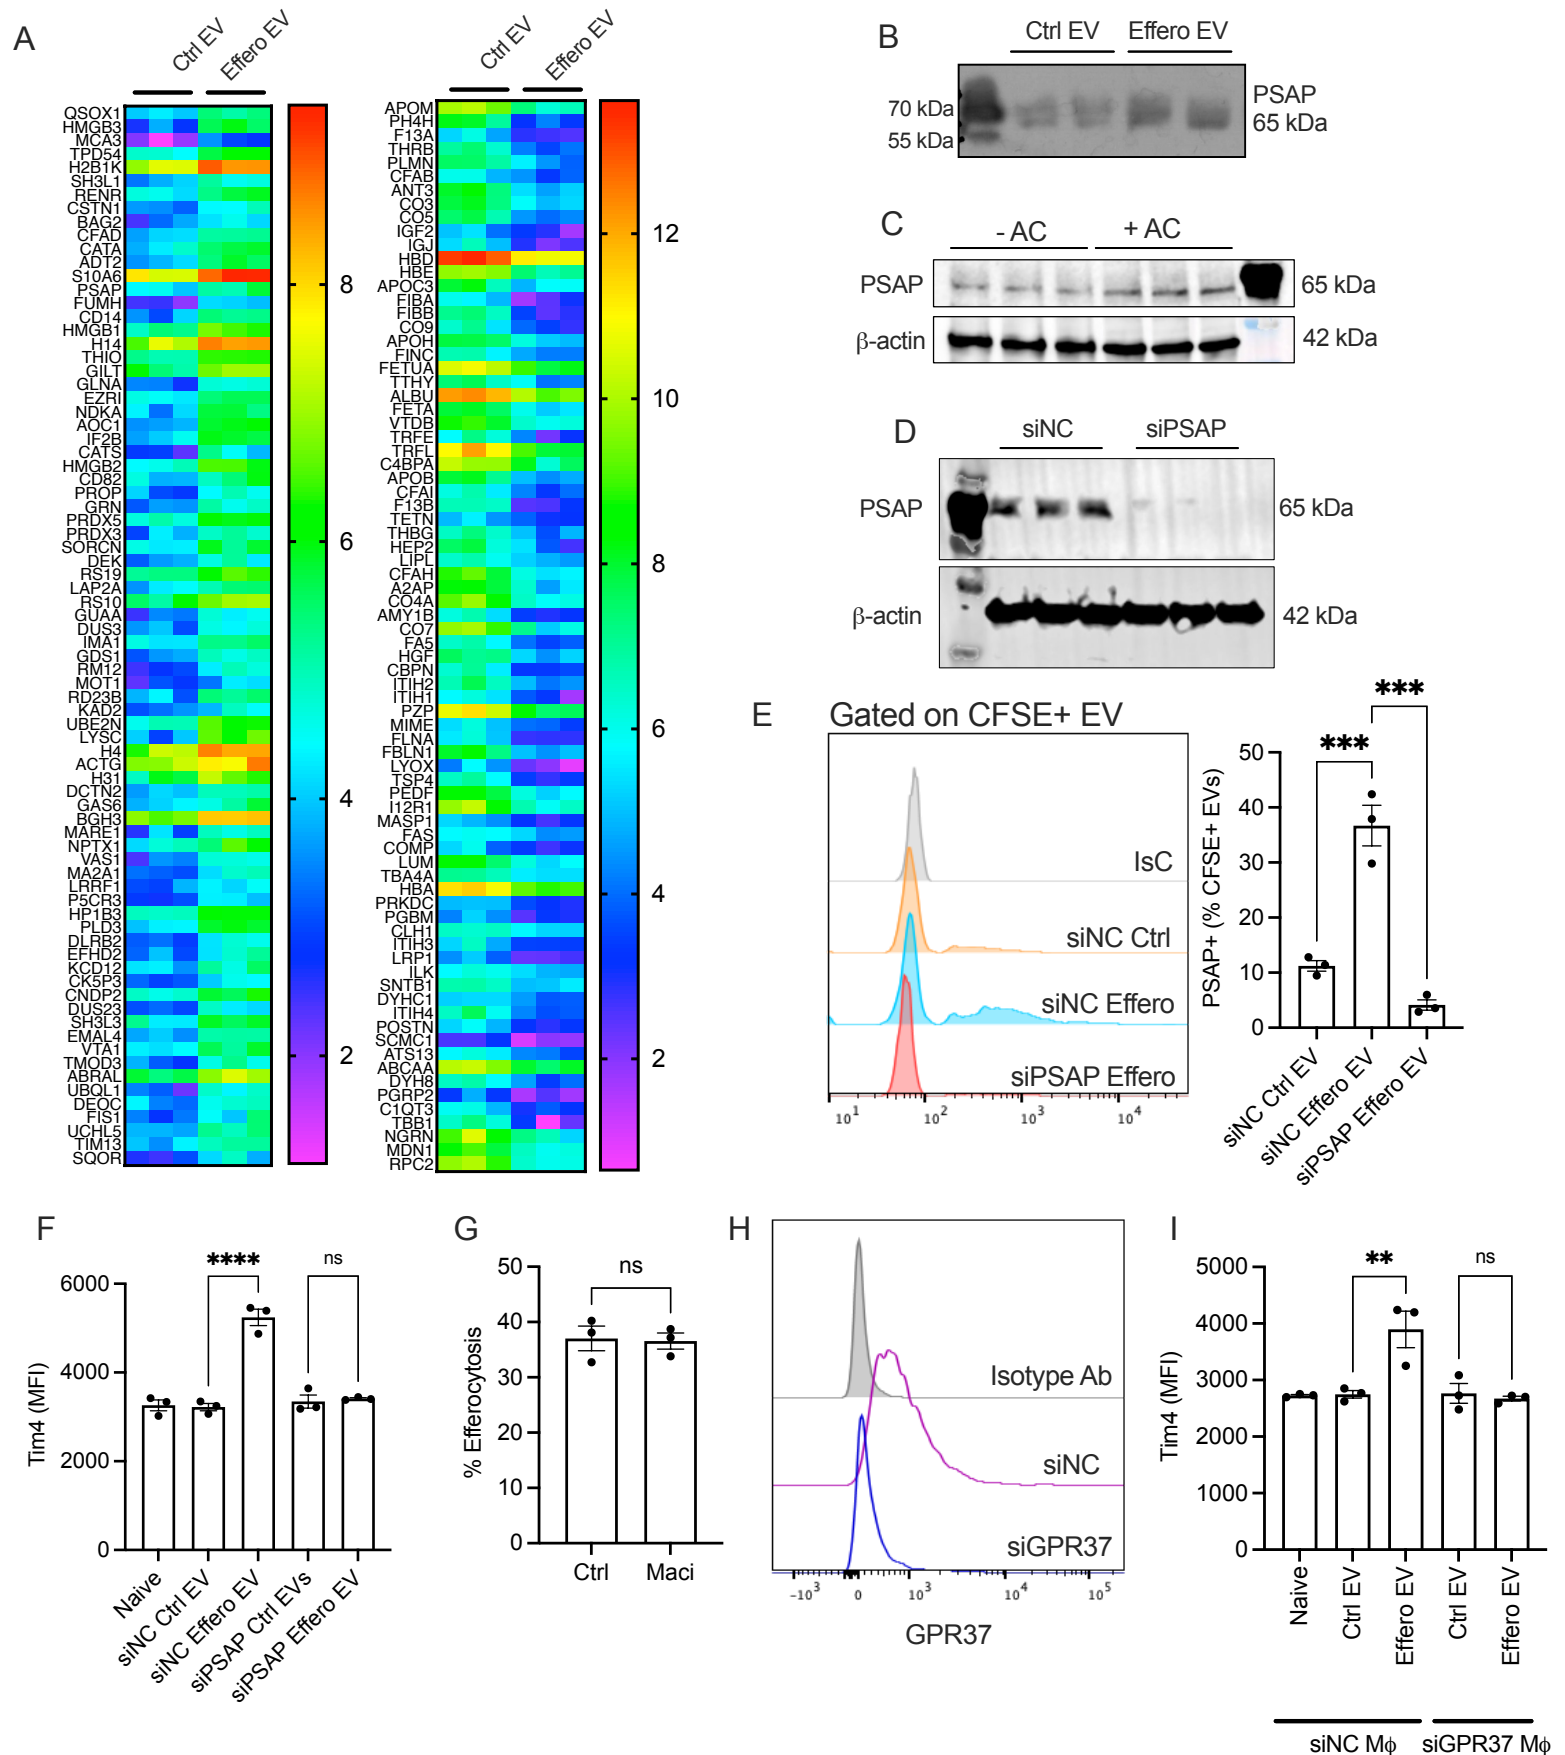 A
Ctrl EV
Effero EV
QSOX1
HMGB3
MCA3
TPD54
H2B1K
SH3L1
RENR
CSTN1
BAG2
CFAD
CATA
ADT2
S10A6
PSAP
FUMH
CD14
HMGB1
H14
THIO
GILT
GLNA
EZRI
NDKA
AOC1
IF2B
CATS
HMGB2
CD82
PROP
GRN
PRDX5
PRDX3
SORCN
DEK
RS19
LAP2A
RS10
GUAA
DUS3
IMA1
GDS1
RM12
MOT1
RD23B
KAD2
UBE2N
LYSC
H4
ACTG
H31
DCTN2
GAS6
BGH3
MARE1
NPTX1
VAS1
MA2A1
LRRF1
P5CR3
HP1B3
PLD3
DLRB2
EFHD2
KCD12
CK5P3
CNDP2
DUS23
SH3L3
EMAL4
VTA1
TMOD3
ABRAL
UBQL1
DEOC
FIS1
UCHL5
TIM13
SQOR
8
6
4
2
Ctrl EV
Effero EV
APOM
PH4H
F13A
THRB
PLMN
CFAB
ANT3
CO3
CO5
IGF2
IGJ
HBD
HBE
APOC3
FIBA
FIBB
CO9
APOH
FINC
FETUA
TTHY
ALBU
FETA
VTDB
TRFE
TRFL
C4BPA
APOB
CFAI
F13B
TETN
THBG
HEP2
LIPL
CFAH
A2AP
CO4A
AMY1B
CO7
FA5
HGF
CBPN
ITIH2
ITIH1
PZP
MIME
FLNA
FBLN1
LYOX
TSP4
PEDF
I12R1
MASP1
FAS
COMP
LUM
TBA4A
HBA
PRKDC
PGBM
CLH1
ITIH3
LRP1
ILK
SNTB1
DYHC1
ITIH4
POSTN
SCMC1
ATS13
ABCAA
DYH8
PGRP2
C1QT3
TBB1
NGRN
MDN1
RPC2
12
10
8
6
4
2
B
Ctrl EV Effero EV
70 kDa
55 kDa
PSAP
65 kDa
C
- AC + AC
PSAP 65 kDa
β-actin 42 kDa
D
siNC siPSAP
PSAP 65 kDa
β-actin 42 kDa
E
Gated on CFSE+ EV
IsC
siNC Ctrl
siNC Effero
siPSAP Effero
10¹ 10² 10³ 10⁴
***
***
PSAP+ (% CFSE+ EVs)
50
40
30
20
10
0
siNC Ctrl EV
siNC Effero EV
siPSAP Effero EV
F
**** ns
Tim4 (MFI)
6000
4000
2000
0
Naive
siNC Ctrl EV
siNC Effero EV
siPSAP Ctrl EVs
siPSAP Effero EV
G
ns
% Efferocytosis
50
40
30
20
10
0
Ctrl Maci
H
Isotype Ab
siNC
siGPR37
-10³ 0 10³ 10⁴ 10⁵
GPR37
I
** ns
Tim4 (MFI)
5000
4000
3000
2000
1000
0
Naive
Ctrl EV
Effero EV
Ctrl EV
Effero EV
siNC Mϕ siGPR37 Mϕ